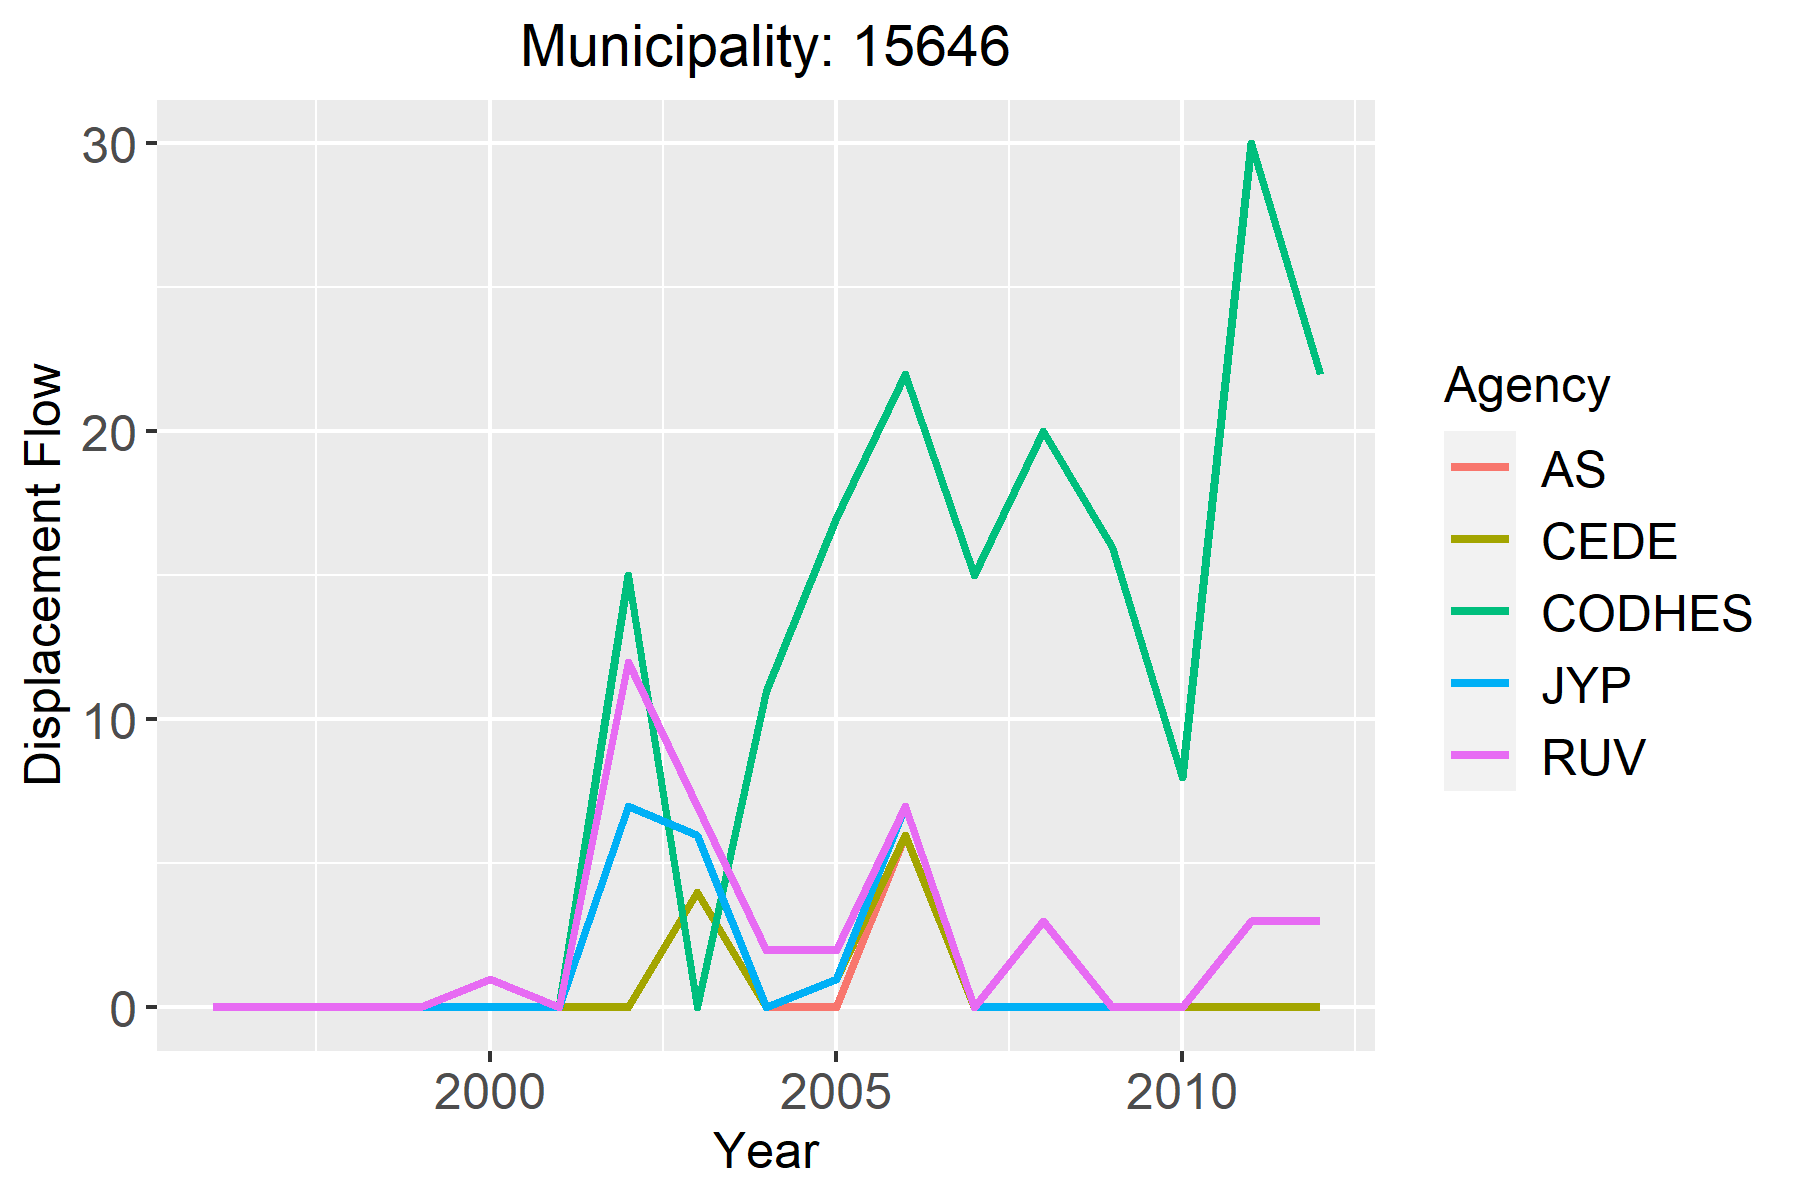 Municipality: 15646
Displacement Flow
30
20
10
0
2000 2005 2010
Year
Agency
AS
CEDE
CODHES
JYP
RUV